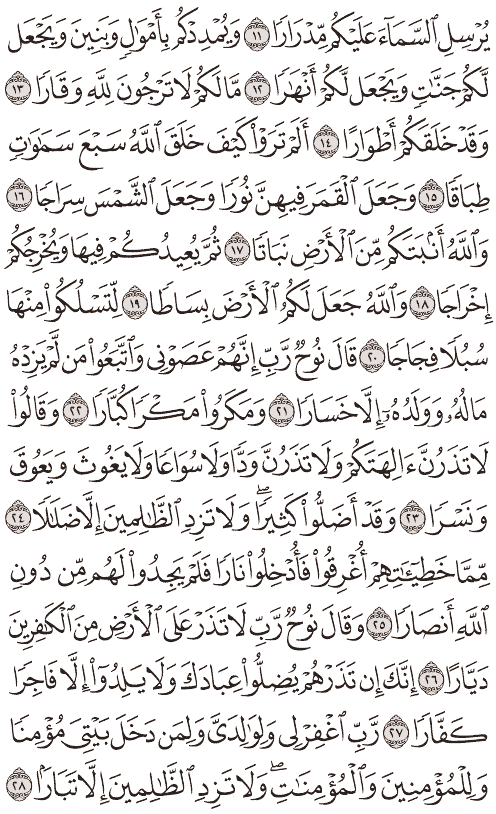 يُرْسِلِ ٱلسَّمَآءَ عَلَيْكُم مِّدْرَارٗا ١١ وَيُمْدِدْكُم بِأَمْوَٰلٖ وَبَنِينَ وَيَجْعَل
لَّكُمْ جَنَّٰتٖ وَيَجْعَل لَّكُمْ أَنْهَٰرٗا ١٢ مَّا لَكُمْ لَا تَرْجُونَ لِلَّهِ وَقَارٗا ١٣
وَقَدْ خَلَقَكُمْ أَطْوَارًا ١٤ أَلَمْ تَرَوْاْ كَيْفَ خَلَقَ ٱللَّهُ سَبْعَ سَمَٰوَٰتٖ
طِبَاقٗا ١٥ وَجَعَلَ ٱلْقَمَرَ فِيهِنَّ نُورٗا وَجَعَلَ ٱلشَّمْسَ سِرَاجٗا ١٦
وَٱللَّهُ أَنۢبَتَكُم مِّنَ ٱلْأَرْضِ نَبَاتٗا ١٧ ثُمَّ يُعِيدُكُمْ فِيهَا وَيُخْرِجُكُمْ
إِخْرَاجٗا ١٨ وَٱللَّهُ جَعَلَ لَكُمُ ٱلْأَرْضَ بِسَاطٗا ١٩ لِّتَسْلُكُواْ مِنْهَا
سُبُلٗا فِجَاجٗا ٢٠ قَالَ نُوحٞ رَّبِّ إِنَّهُمْ عَصَوْنِي وَٱتَّبَعُواْ مَن لَّمْ يَزِدْهُ
مَالُهُۥ وَوَلَدُهُۥٓ إِلَّا خَسَارٗا ٢١ وَمَكَرُواْ مَكْرٗا كُبَّارٗا ٢٢ وَقَالُواْ
لَا تَذَرُنَّ ءَالِهَتَكُمْ وَلَا تَذَرُنَّ وَدّٗا وَلَا سُوَاعٗا وَلَا يَغُوثَ وَيَعُوقَ
وَنَسْرٗا ٢٣ وَقَدْ أَضَلُّواْ كَثِيرٗاۖ وَلَا تَزِدِ ٱلظَّٰلِمِينَ إِلَّا ضَلَٰلٗا ٢٤
مِّمَّا خَطِيٓـَٰٔتِهِمْ أُغْرِقُواْ فَأُدْخِلُواْ نَارٗا فَلَمْ يَجِدُواْ لَهُم مِّن دُونِ
ٱللَّهِ أَنصَارٗا ٢٥ وَقَالَ نُوحٞ رَّبِّ لَا تَذَرْ عَلَى ٱلْأَرْضِ مِنَ ٱلْكَٰفِرِينَ
دَيَّارًا ٢٦ إِنَّكَ إِن تَذَرْهُمْ يُضِلُّواْ عِبَادَكَ وَلَا يَلِدُوٓاْ إِلَّا فَاجِرٗا
كَفَّارٗا ٢٧ رَّبِّ ٱغْفِرْ لِي وَلِوَٰلِدَيَّ وَلِمَن دَخَلَ بَيْتِيَ مُؤْمِنٗا
وَلِلْمُؤْمِنِينَ وَٱلْمُؤْمِنَٰتِۖ وَلَا تَزِدِ ٱلظَّٰلِمِينَ إِلَّا تَبَارَۢا ٢٨